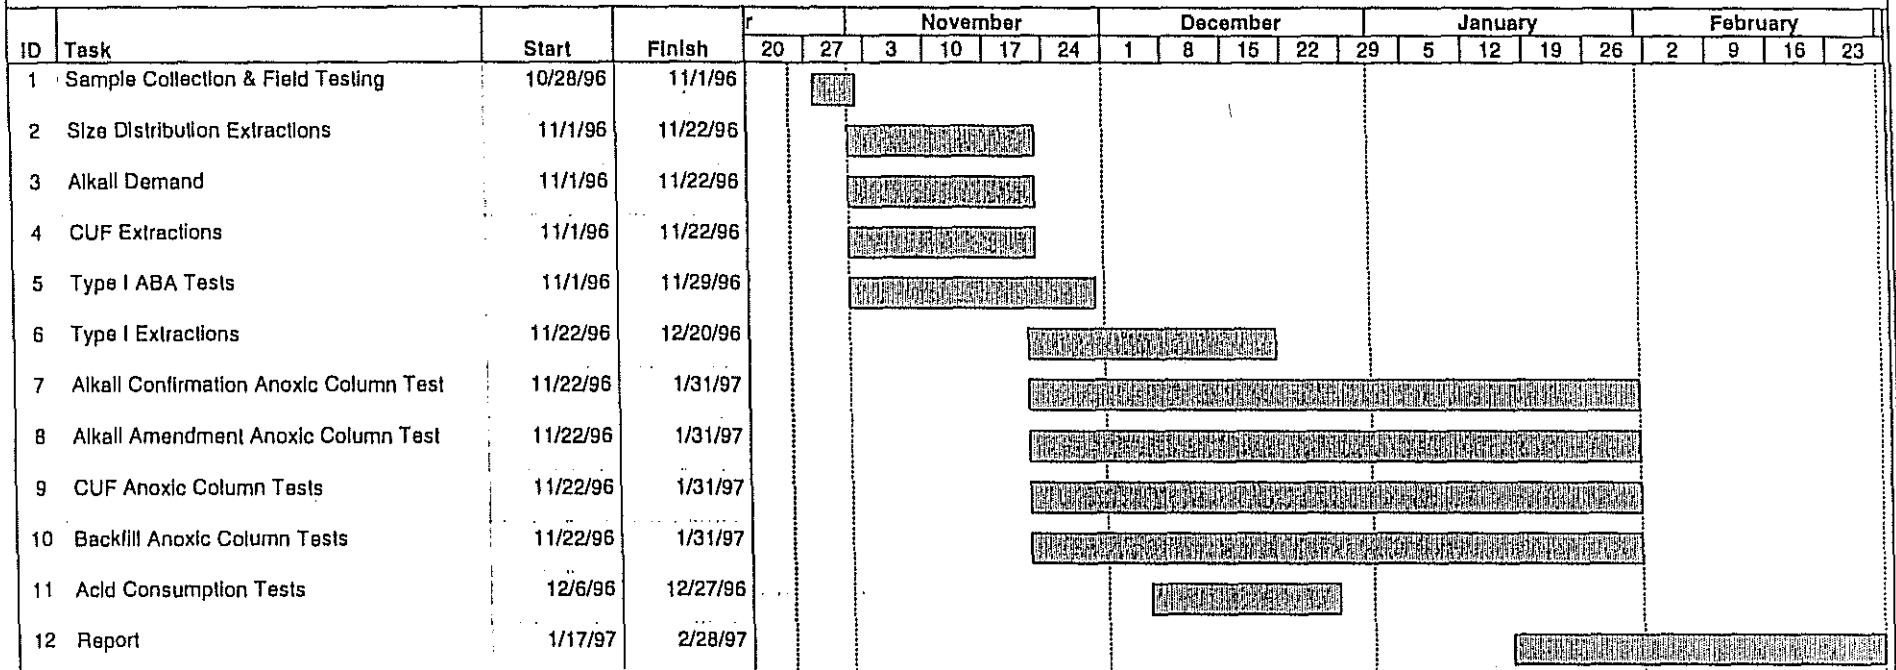 r November December January February
ID Task Start Finish 20 27 3 10 17 24 1 8 15 22 29 5 12 19 26 2 9 16 23
1 Sample Collection & Field Testing 10/28/96 11/1/96
2 Size Distribution Extractions 11/1/96 11/22/96
3 Alkali Demand 11/1/96 11/22/96
4 CUF Extractions 11/1/96 11/22/96
5 Type I ABA Tests 11/1/96 11/29/96
6 Type I Extractions 11/22/96 12/20/96
7 Alkali Confirmation Anoxic Column Test 11/22/96 1/31/97
8 Alkali Amendment Anoxic Column Test 11/22/96 1/31/97
9 CUF Anoxic Column Tests 11/22/96 1/31/97
10 Backfill Anoxic Column Tests 11/22/96 1/31/97
11 Acid Consumption Tests 12/6/96 12/27/96
12 Report 1/17/97 2/28/97